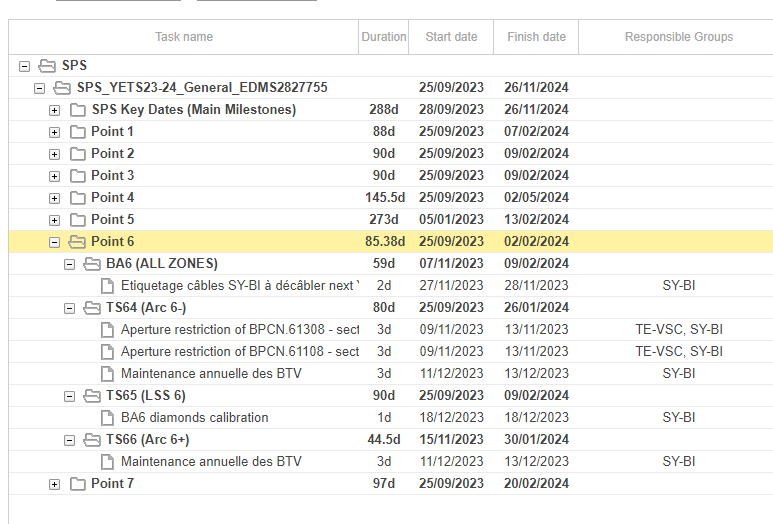 Task name Duration Start date Finish date Responsible Groups
SPS
SPS_YETS23-24_General_EDMS2827755 25/09/2023 26/11/2024
SPS Key Dates (Main Milestones) 288d 28/09/2023 26/11/2024
Point 1 88d 25/09/2023 07/02/2024
Point 2 90d 25/09/2023 09/02/2024
Point 3 90d 25/09/2023 09/02/2024
Point 4 145.5d 25/09/2023 02/05/2024
Point 5 273d 05/01/2023 13/02/2024
Point 6 85.38d 25/09/2023 02/02/2024
BA6 (ALL ZONES) 59d 07/11/2023 09/02/2024
Etiquetage câbles SY-BI à décâbler next 2d 27/11/2023 28/11/2023 SY-BI
TS64 (Arc 6-) 80d 25/09/2023 26/01/2024
Aperture restriction of BPCN.61308 - sect 3d 09/11/2023 13/11/2023 TE-VSC, SY-BI
Aperture restriction of BPCN.61108 - sect 3d 09/11/2023 13/11/2023 TE-VSC, SY-BI
Maintenance annuelle des BTV 3d 11/12/2023 13/12/2023 SY-BI
TS65 (LSS 6) 90d 25/09/2023 09/02/2024
BA6 diamonds calibration 1d 18/12/2023 18/12/2023 SY-BI
TS66 (Arc 6+) 44.5d 15/11/2023 30/01/2024
Maintenance annuelle des BTV 3d 11/12/2023 13/12/2023 SY-BI
Point 7 97d 25/09/2023 20/02/2024